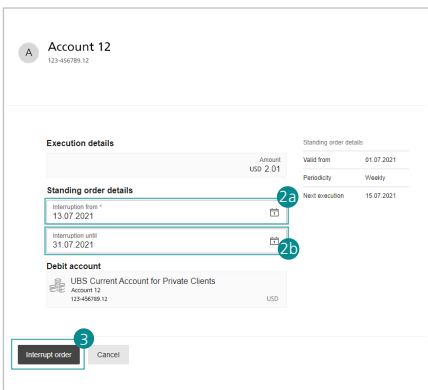 A
Account 12
123-456789.12
Execution details
Amount
USD 2.01
Standing order details
2a
Interruption from *
13.07.2021
Interruption until
31.07.2021
2b
Debit account
UBS Current Account for Private Clients
Account 12
123-456789.12
USD
Standing order details
Valid from 01.07.2021
Periodicity Weekly
Next execution 15.07.2021
3
Interrupt order
Cancel